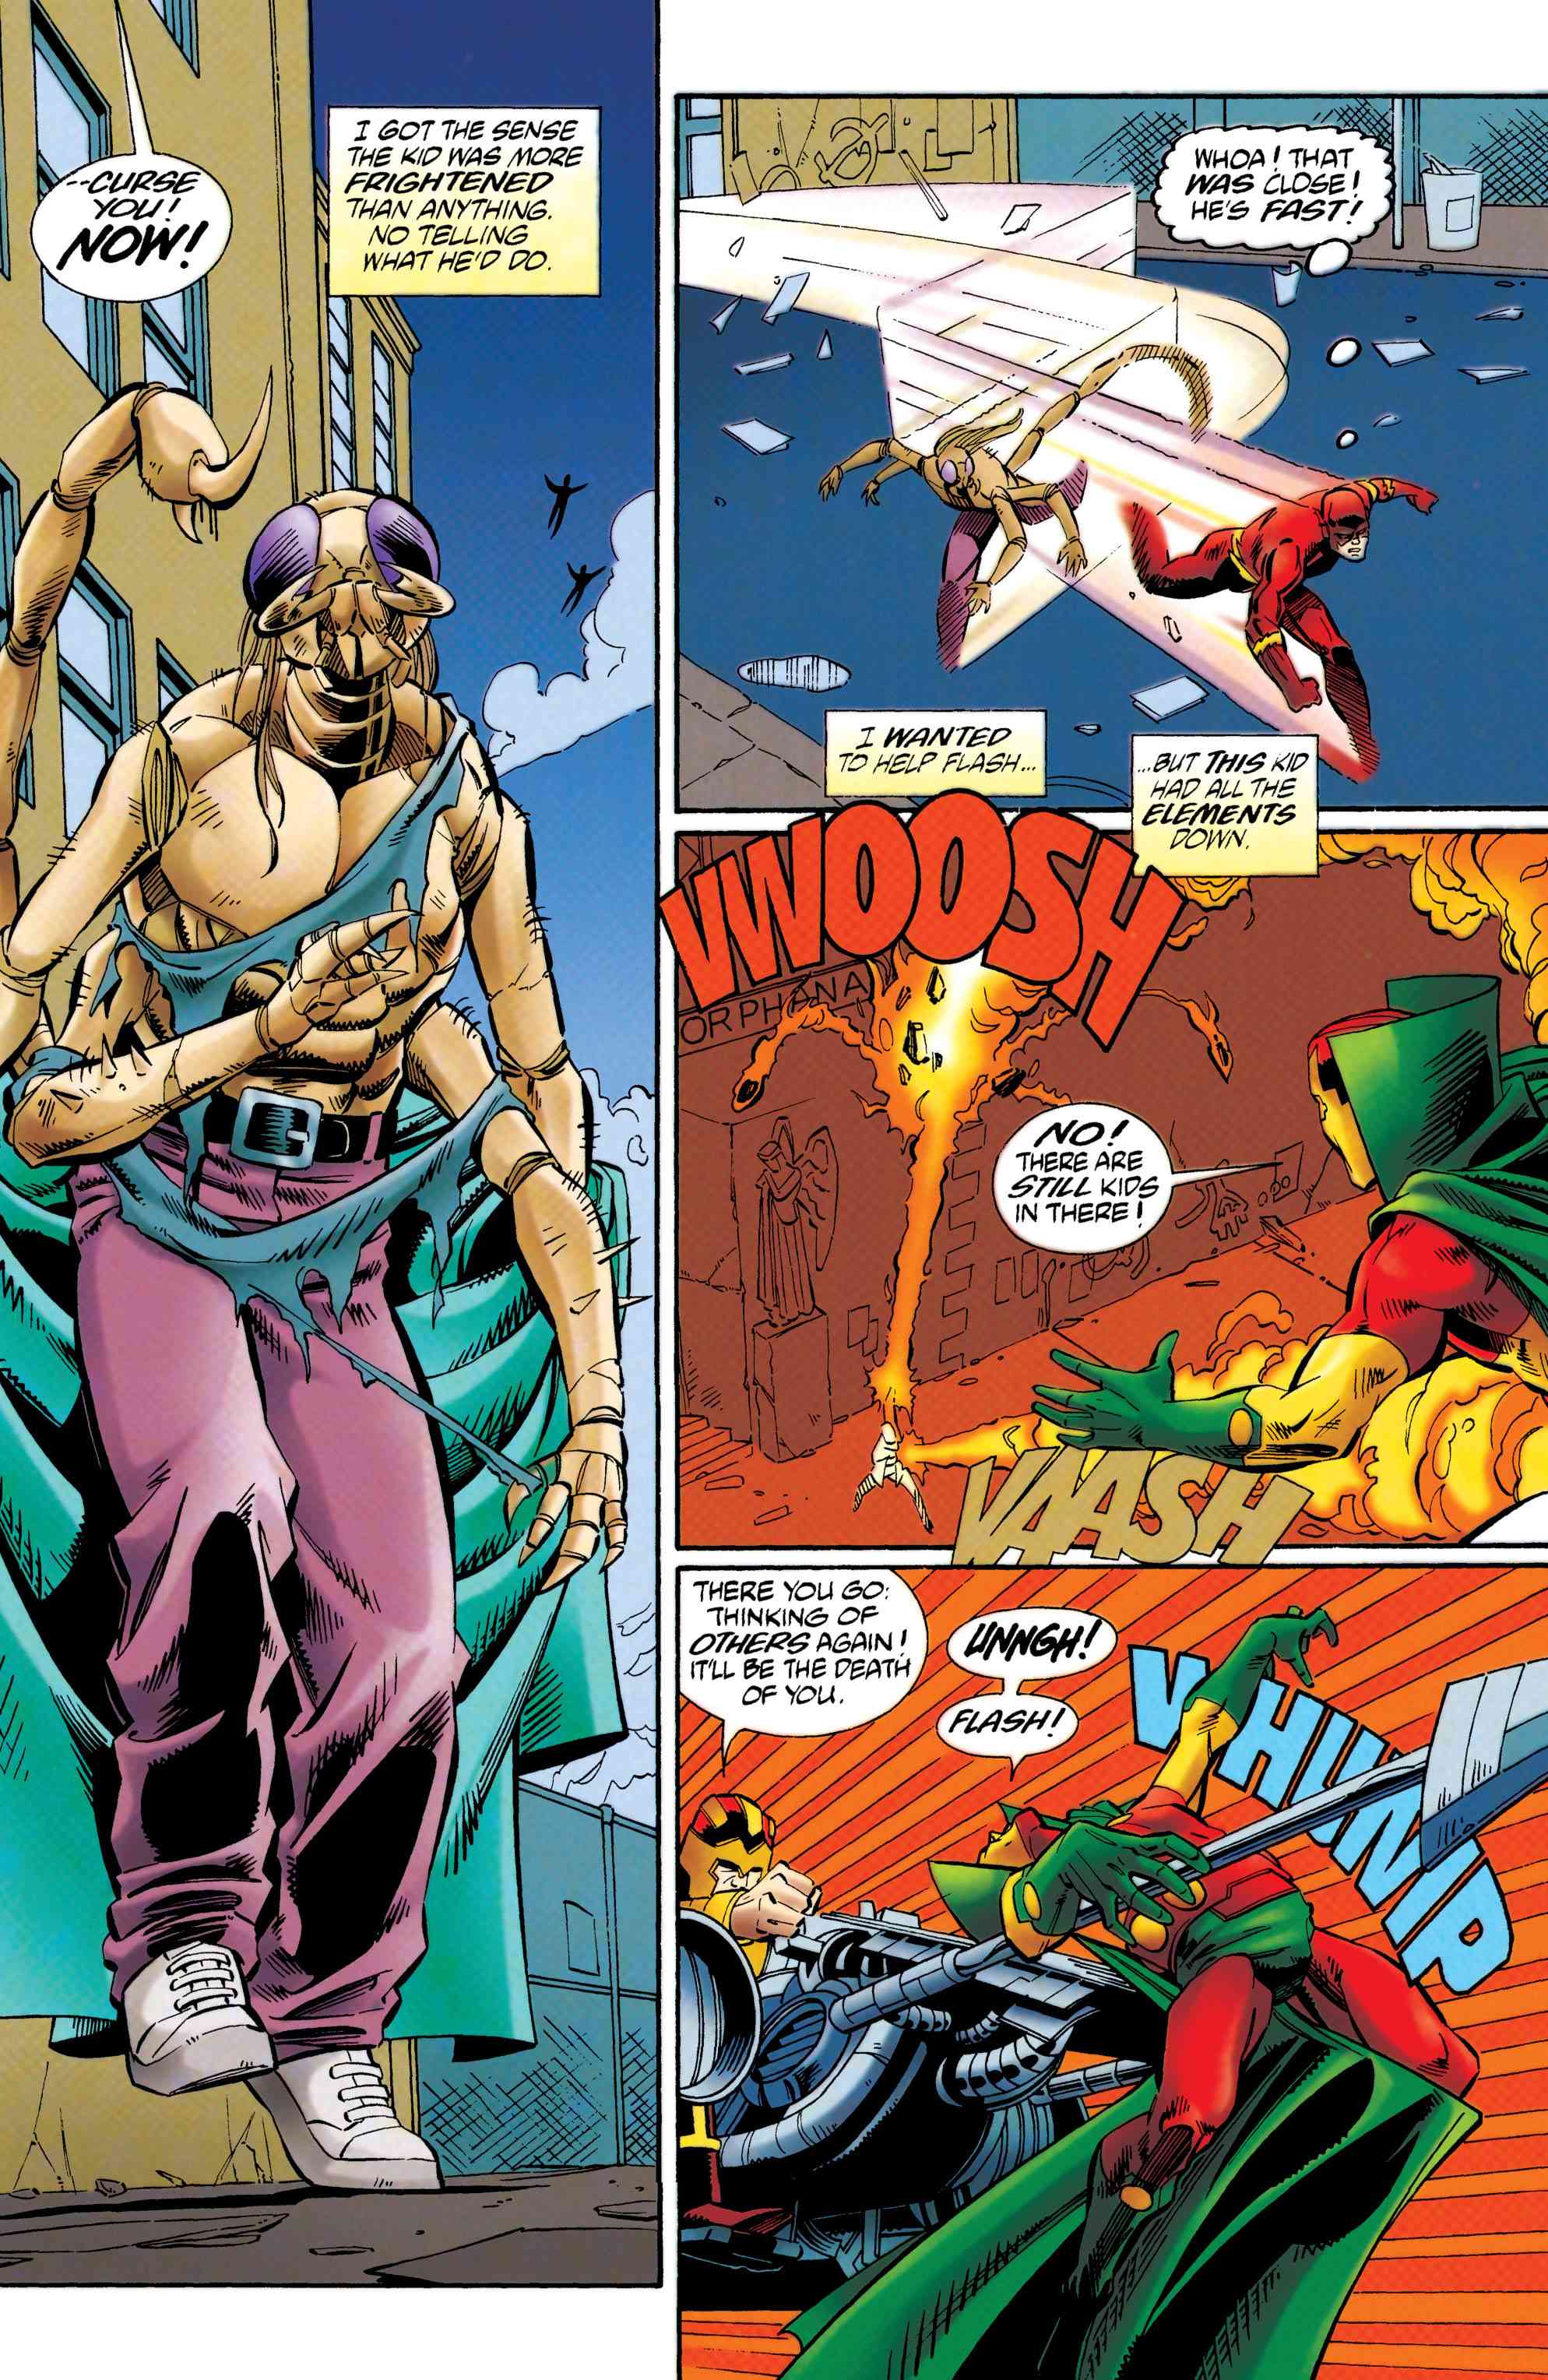 --CURSE
YOU!
NOW!
I GOT THE SENSE
THE KID WAS MORE
FRIGHTENED
THAN ANYTHING.
NO TELLING
WHAT HE'D DO.
WHOA! THAT
WAS CLOSE!
HE'S FAST!
I WANTED
TO HELP FLASH...
...BUT THIS KID
HAD ALL THE
ELEMENTS
DOWN.
VWOOSH
ORPHANA
NO!
THERE ARE
STILL KIDS
IN THERE!
VAAASH
THERE YOU GO:
THINKING OF
OTHERS AGAIN!
IT'LL BE THE DEATH
OF YOU.
UNNGH!
FLASH!
VHUNP